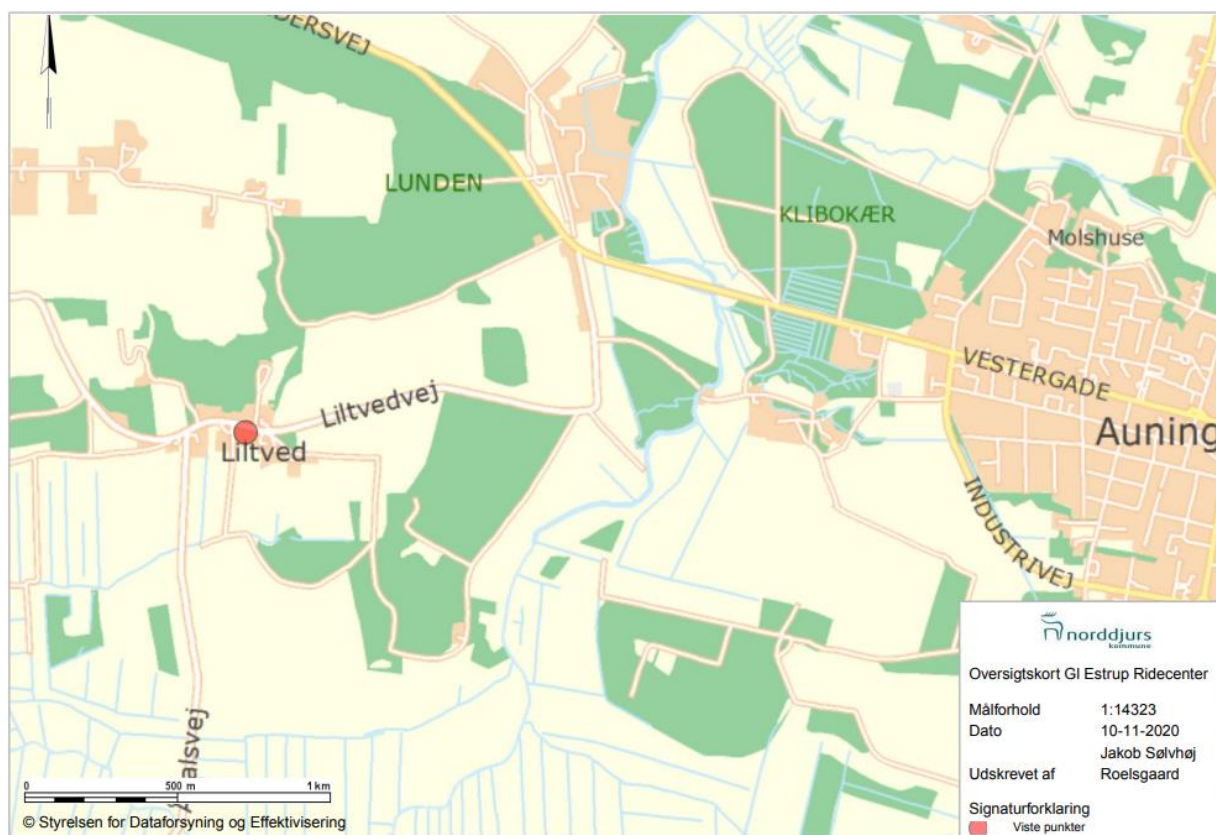 DERSVEJ
LUNDEN
KLIBOKÆR
Molshuse
VESTERGADE
Auning
Liltvedvej
Liltved
INDUSTRIVEJ
alsvej
norddjurs
kommune
Oversigtskort Gl Estrup Ridecenter
Målforhold 1:14323
Dato 10-11-2020
Jakob Sølvhøj
Udskrevet af Roelsgaard
Signaturforklaring
Viste punkter
0 500 m 1 km
© Styrelsen for Dataforsyning og Effektivisering